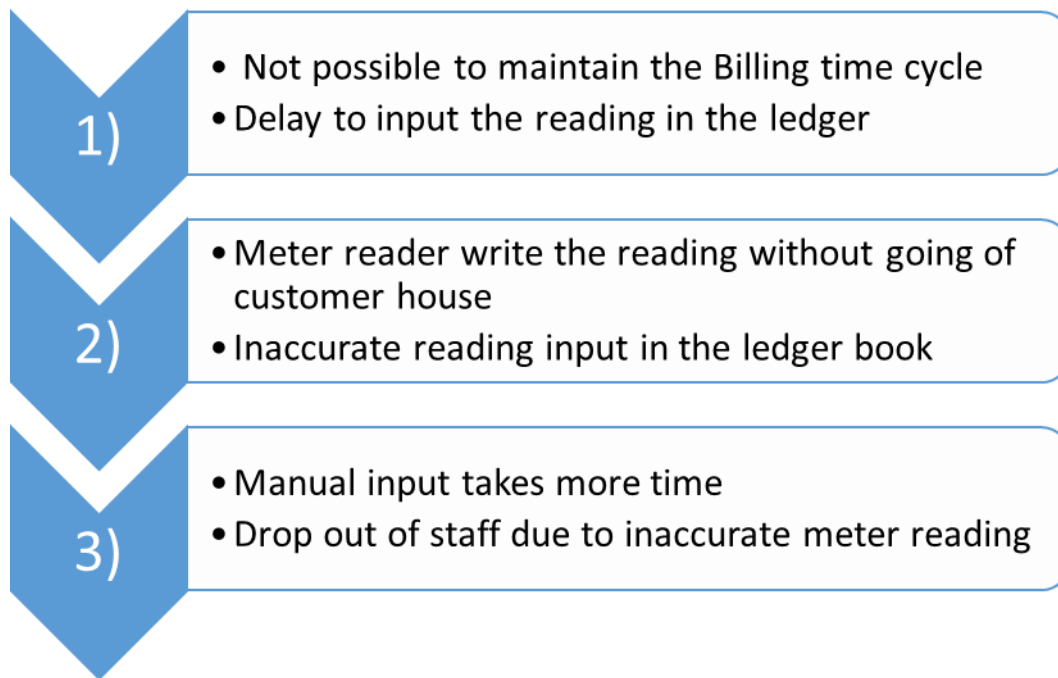 1)
• Not possible to maintain the Billing time cycle
• Delay to input the reading in the ledger
2)
• Meter reader write the reading without going of
customer house
• Inaccurate reading input in the ledger book
3)
• Manual input takes more time
• Drop out of staff due to inaccurate meter reading